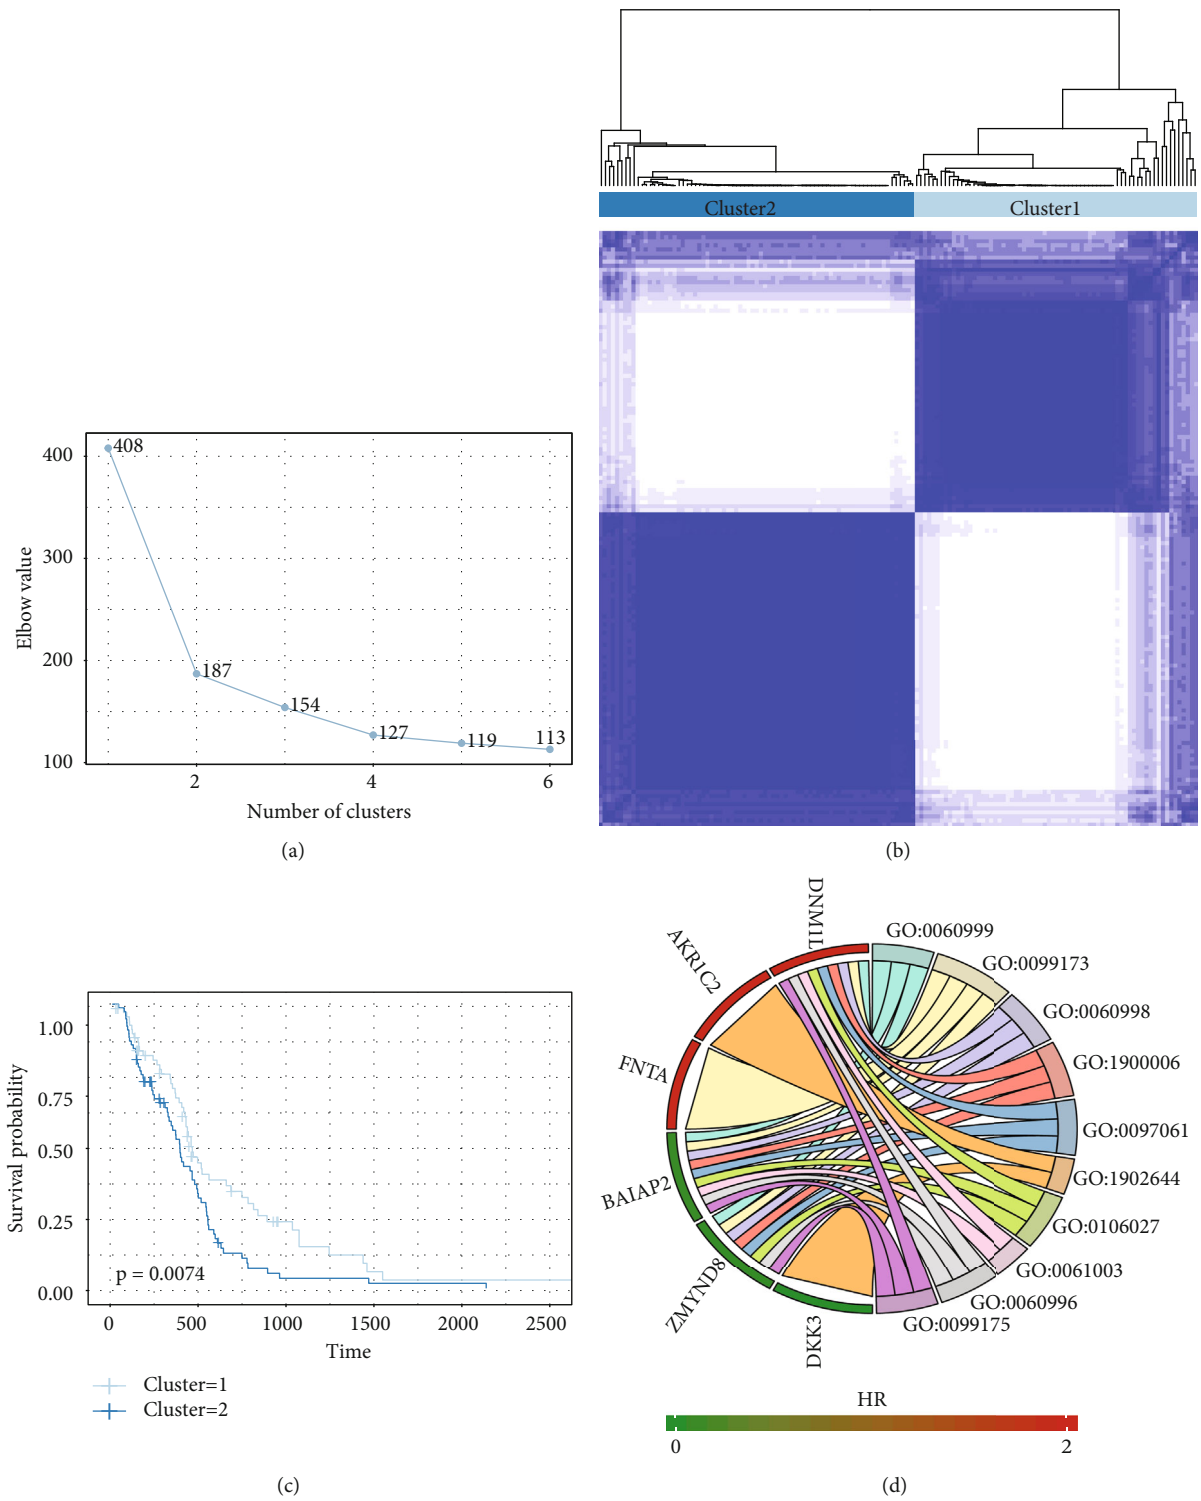 Cluster2 Cluster1
400
300
200
100
408
187
154
127
119
113
Elbow value
2 4 6
Number of clusters
(a)
(b)
1.00
0.75
0.50
0.25
0.00
Survival probability
p = 0.0074
0 500 1000 1500 2000 2500
Time
Cluster=1
Cluster=2
(c)
DNM1L
AKR1C2
FNTA
BAIAP2
ZMYND8
DKK3
GO:0060999
GO:0099173
GO:0060998
GO:1900006
GO:0097061
GO:1902644
GO:0106027
GO:0061003
GO:0060996
GO:0099175
HR
0 2
(d)